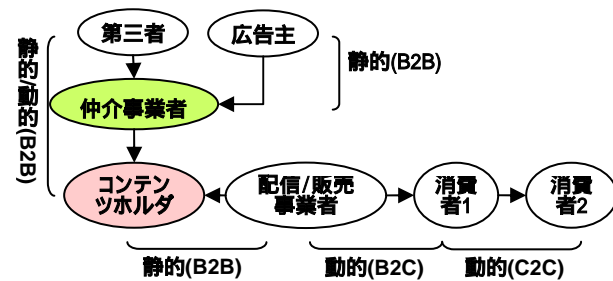 第三者
広告主
静的(B2B)
静的/動的(B2B)
仲介事業者
コンテン
ツホルダ
配信/販売
事業者
消費
者1
消費
者2
静的(B2B)
動的(B2C)
動的(C2C)